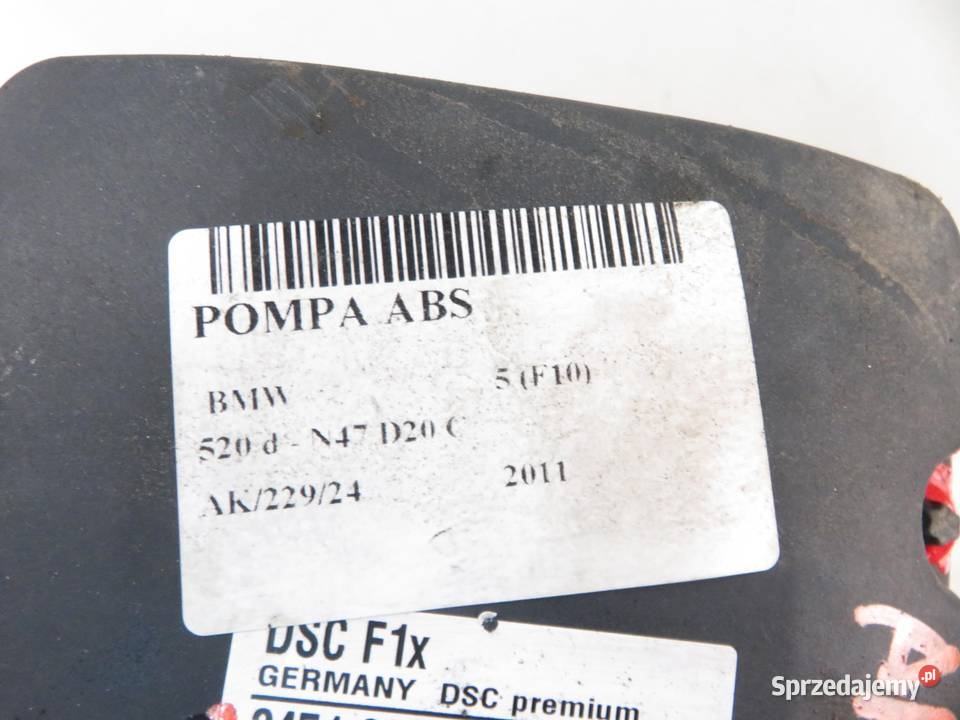 POMPA ABS
BMW 5 (F10)
520 d - N47 D20 C
AK/229/24 2011
DSC F1x
GERMANY DSC premium
Sprzedajemy.pl